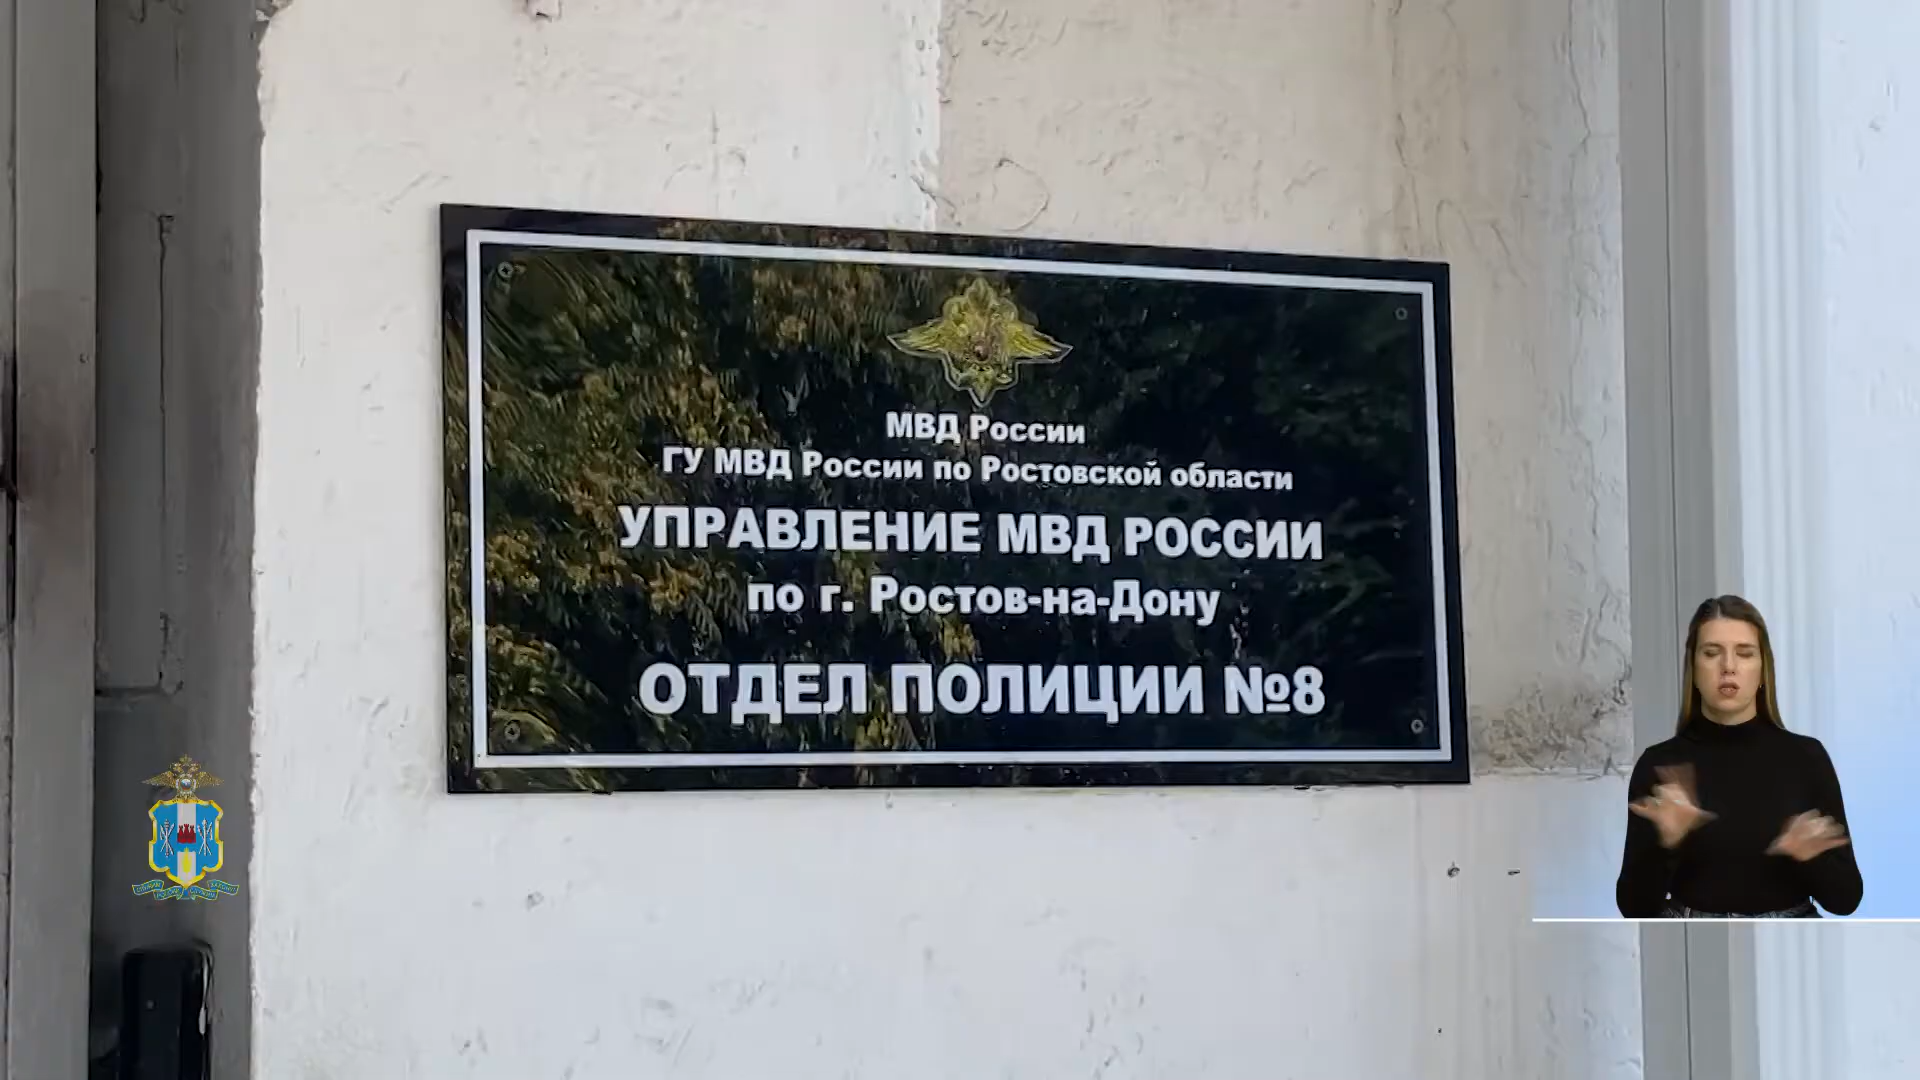 МВД России
ГУ МВД России по Ростовской области
УПРАВЛЕНИЕ МВД РОССИИ
по г. Ростов-на-Дону
ОТДЕЛ ПОЛИЦИИ №8